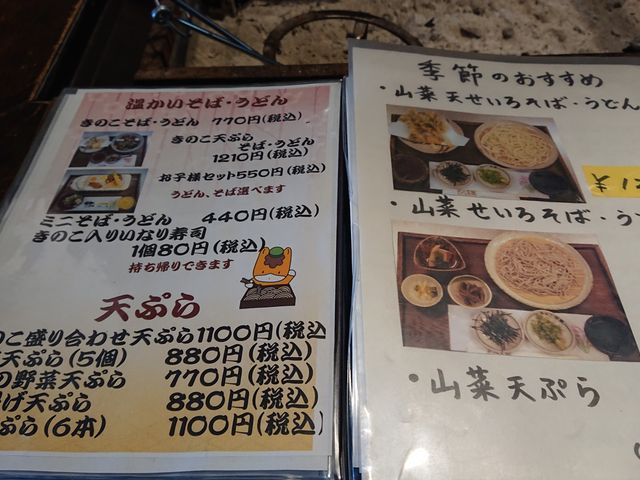 温かいそば・うどん
きのこそば・うどん 770円(税込)
きのこ天ぷら
そば・うどん
1210円(税込)
お子様セット550円(税込)
うどん、そば選べます
ミニそば・うどん 440円(税込)
きのこ入りいなり寿司
1個80円(税込)
持ち帰りできます
天ぷら
のこ盛り合わせ天ぷら1100円(税込
天ぷら(5個) 880円(税込)
の野菜天ぷら 770円(税込)
げ天ぷら 880円(税込)
ぷら(6本) 1100円(税込)
季節のおすすめ
・山菜天せいろそば・うどん
¥1
・山菜せいろそば・う
・山菜天ぷら